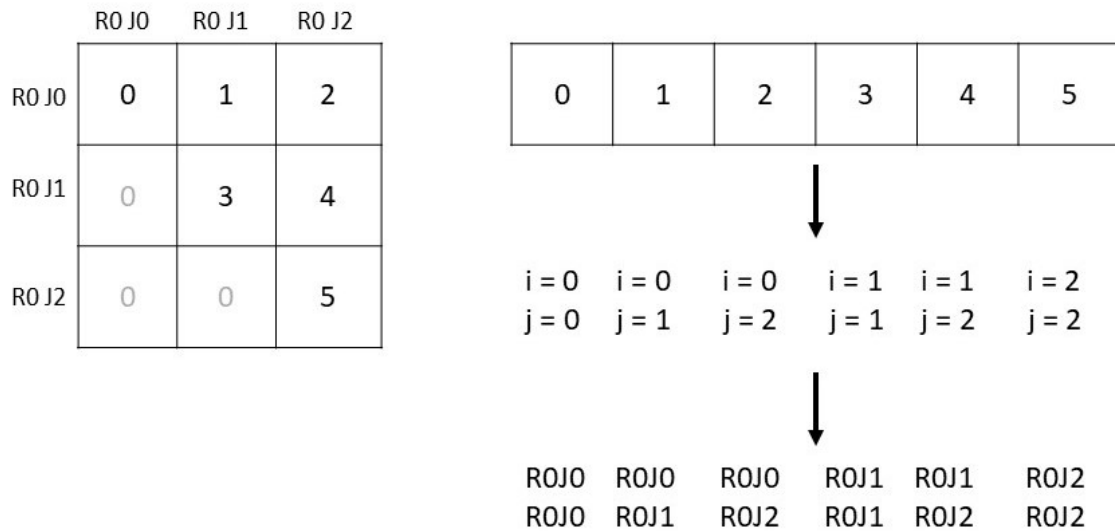 R0 J0 R0 J1 R0 J2
R0 J0 0 1 2
R0 J1 0 3 4
R0 J2 0 0 5
0 1 2 3 4 5
i = 0 i = 0 i = 0 i = 1 i = 1 i = 2
j = 0 j = 1 j = 2 j = 1 j = 2 j = 2
R0J0 R0J0 R0J0 R0J1 R0J1 R0J2
R0J0 R0J1 R0J2 R0J1 R0J2 R0J2